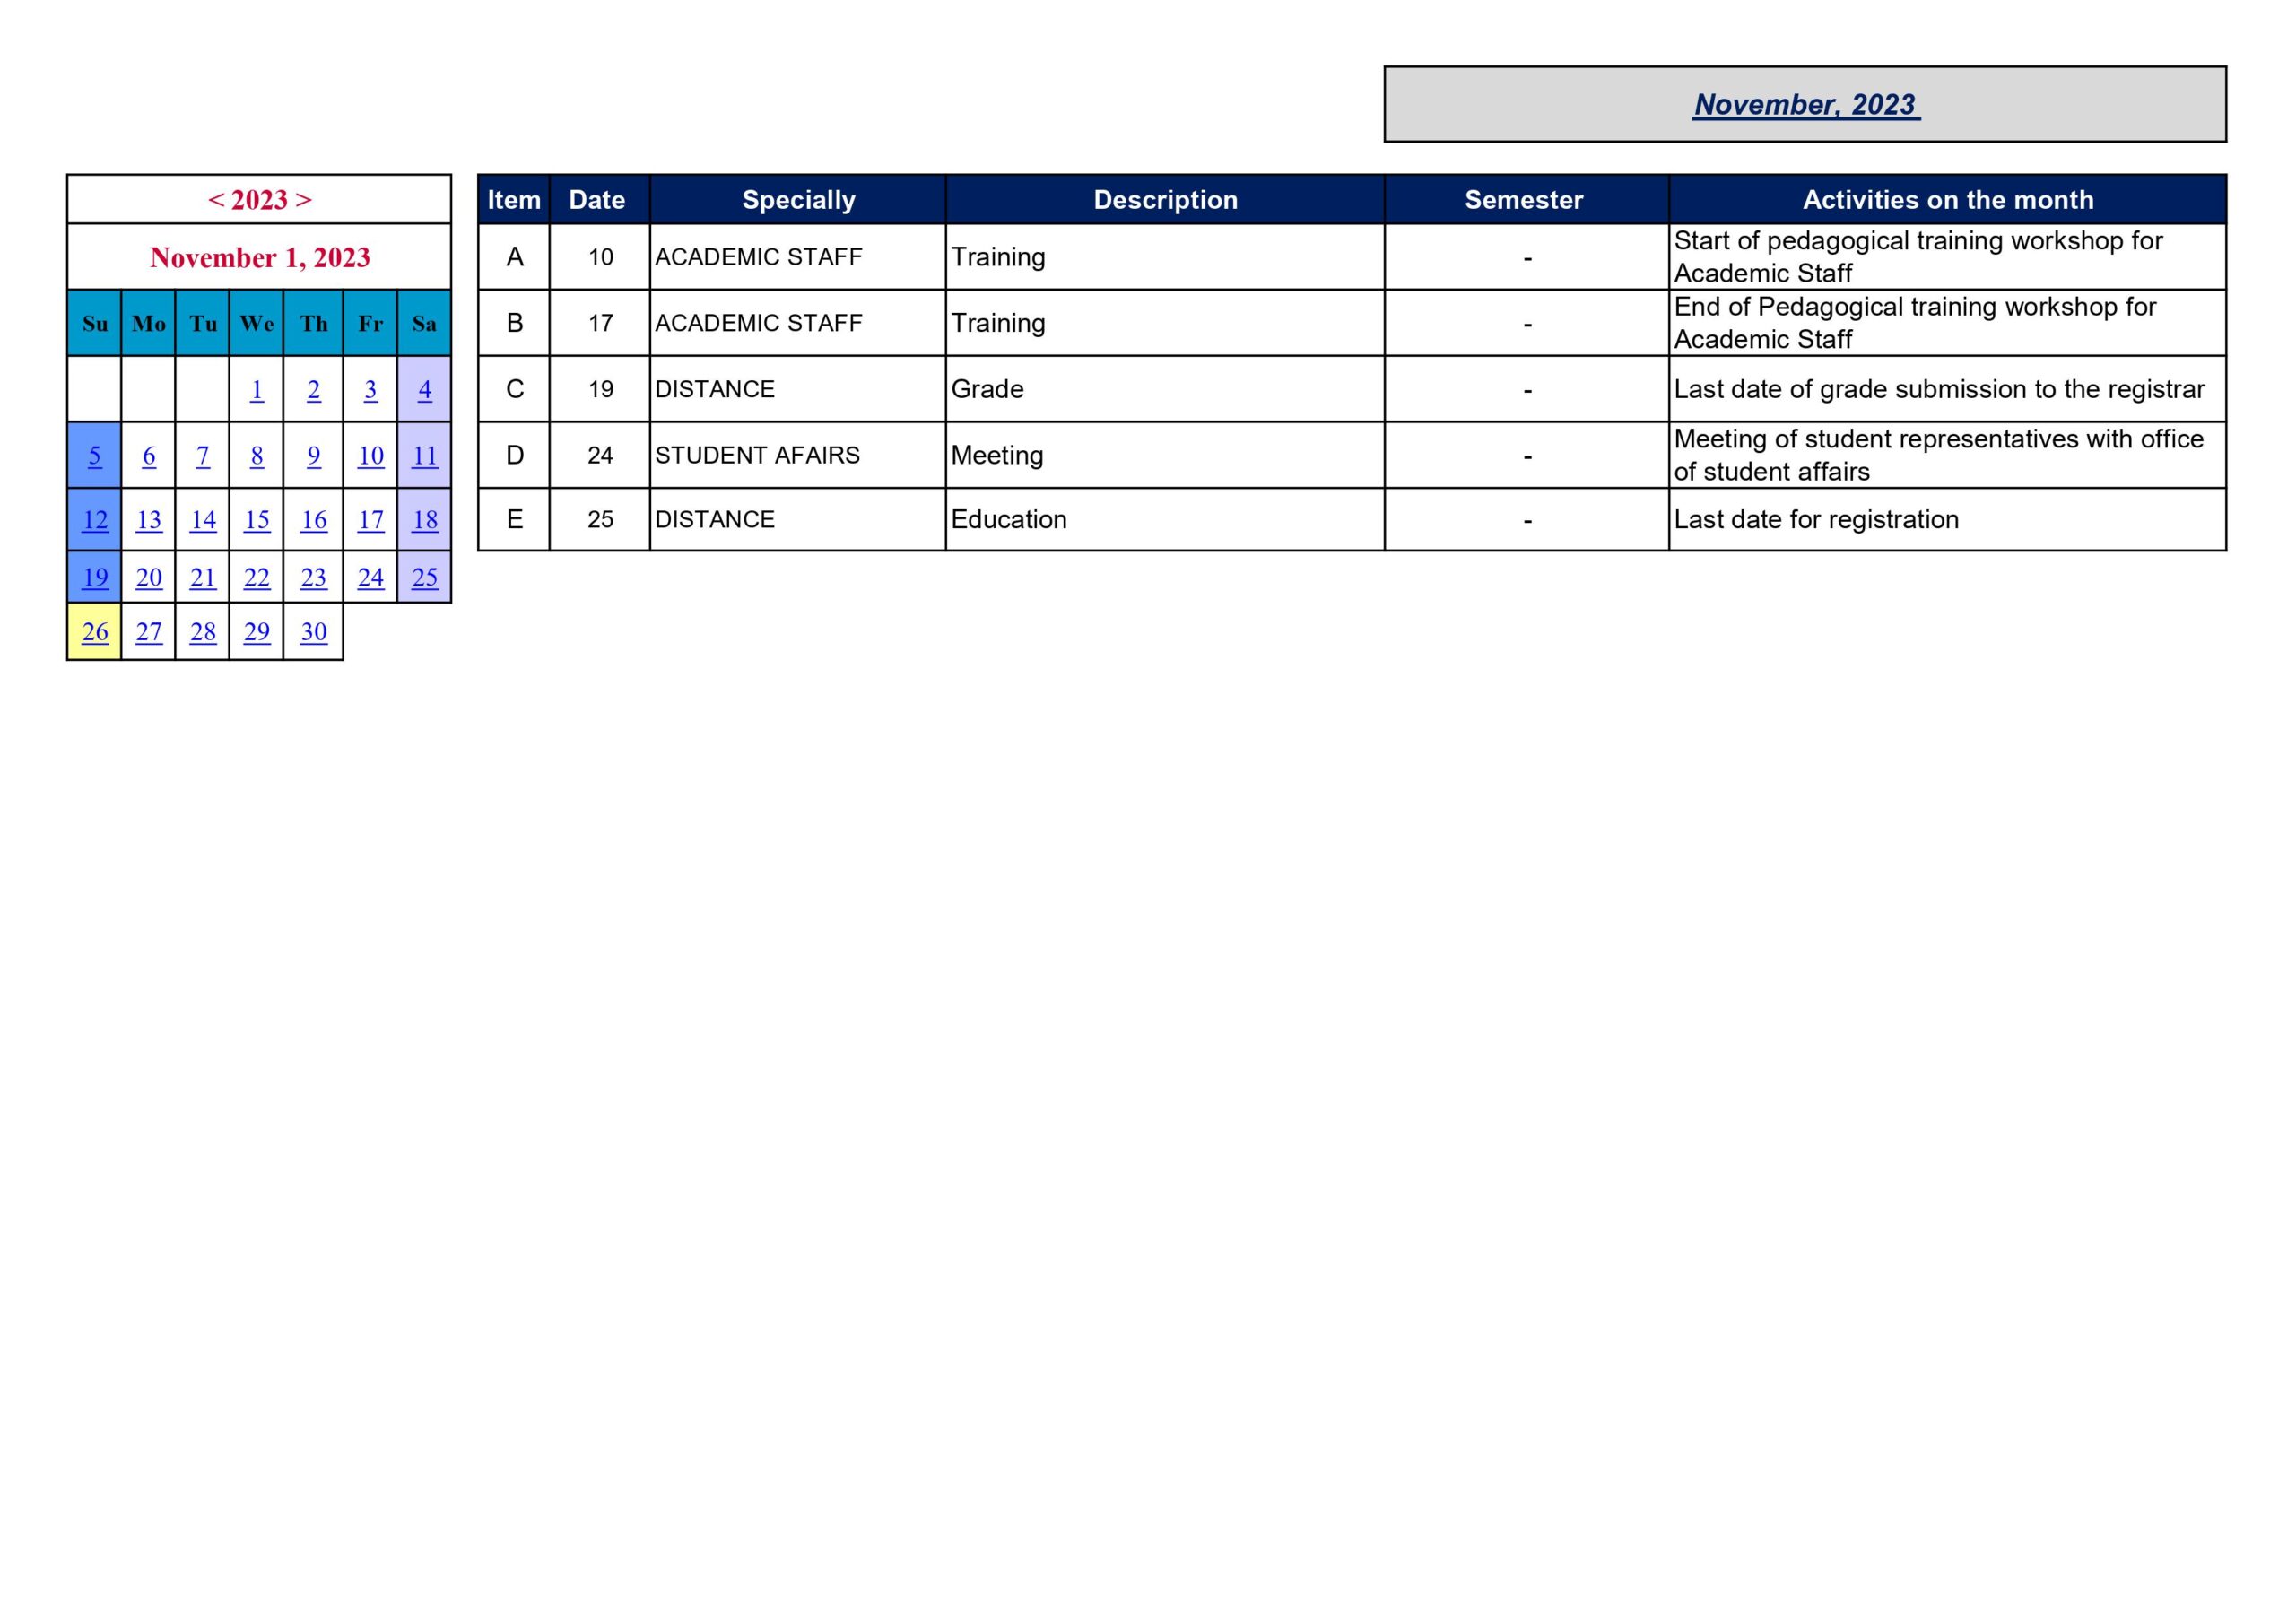 November, 2023
< 2023 >
November 1, 2023
Su Mo Tu We Th Fr Sa
1 2 3 4
5 6 7 8 9 10 11
12 13 14 15 16 17 18
19 20 21 22 23 24 25
26 27 28 29 30
Item Date Specially Description Semester Activities on the month
A 10 ACADEMIC STAFF Training - Start of pedagogical training workshop for
Academic Staff
B 17 ACADEMIC STAFF Training - End of Pedagogical training workshop for
Academic Staff
C 19 DISTANCE Grade - Last date of grade submission to the registrar
D 24 STUDENT AFAIRS Meeting - Meeting of student representatives with office
of student affairs
E 25 DISTANCE Education - Last date for registration